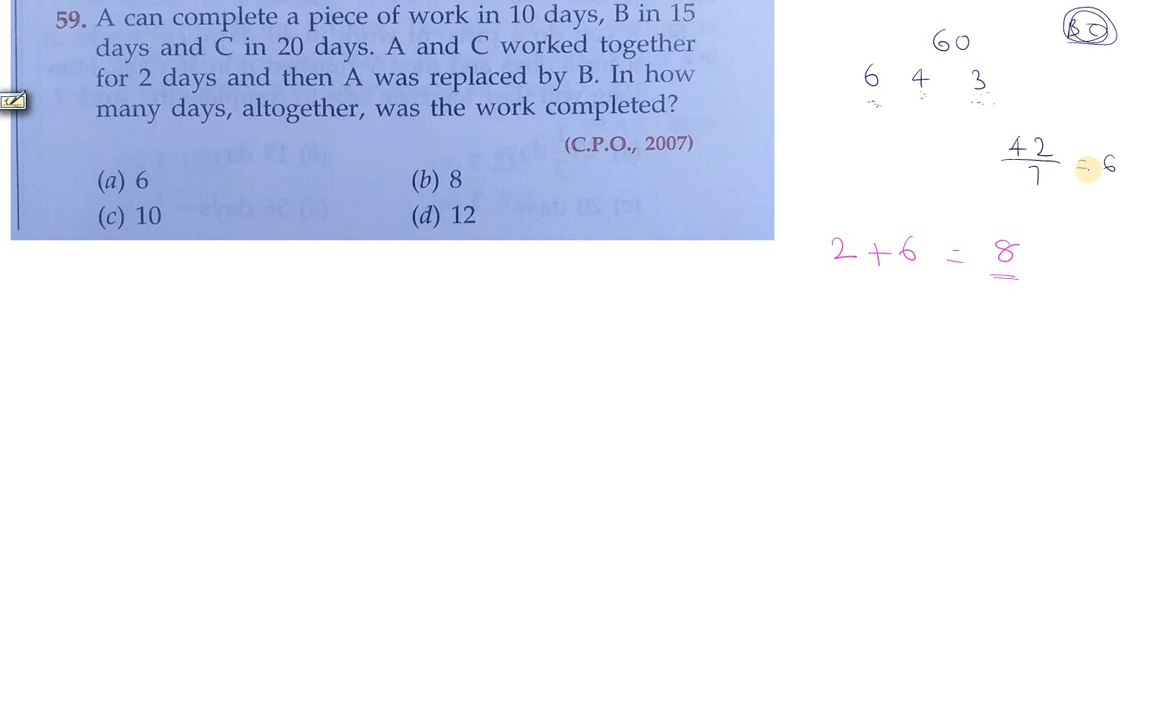 59. A can complete a piece of work in 10 days, B in 15
days and C in 20 days. A and C worked together
for 2 days and then A was replaced by B. In how
many days, altogether, was the work completed?
(C.P.O., 2007)
(a) 6 (b) 8
(c) 10 (d) 12
60
6 4 3
42
7 = 6
2 + 6 = 8